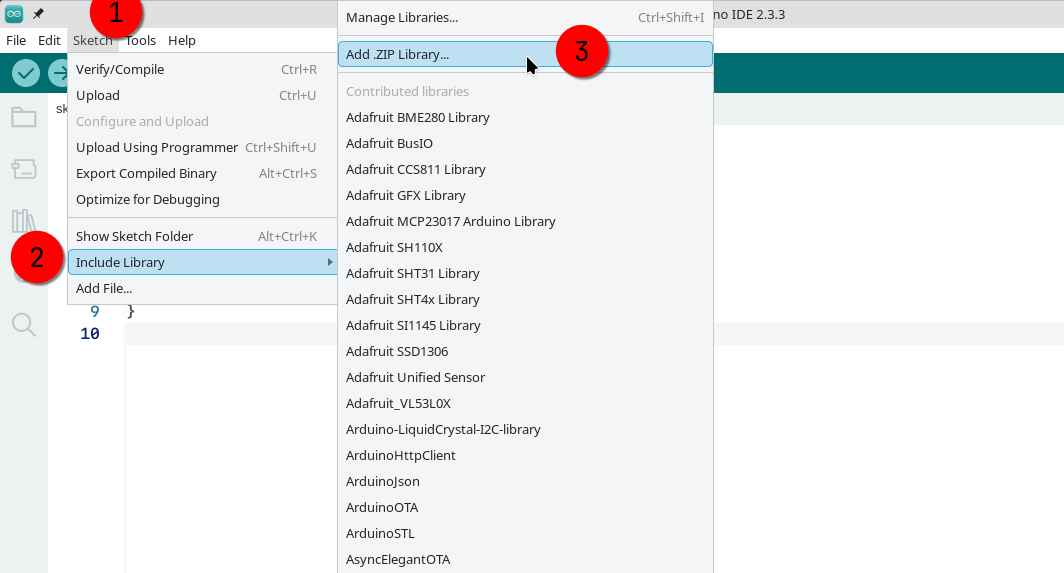 1
no IDE 2.3.3
File Edit Sketch Tools Help
Verify/Compile Ctrl+R
Upload Ctrl+U
Configure and Upload
Upload Using Programmer Ctrl+Shift+U
Export Compiled Binary Alt+Ctrl+S
Optimize for Debugging
Show Sketch Folder Alt+Ctrl+K
2
Include Library
Add File...
sk
9 }
10
Manage Libraries... Ctrl+Shift+I
Add .ZIP Library...
3
Contributed libraries
Adafruit BME280 Library
Adafruit BusIO
Adafruit CCS811 Library
Adafruit GFX Library
Adafruit MCP23017 Arduino Library
Adafruit SH110X
Adafruit SHT31 Library
Adafruit SHT4x Library
Adafruit SI1145 Library
Adafruit SSD1306
Adafruit Unified Sensor
Adafruit_VL53L0X
Arduino-LiquidCrystal-I2C-library
ArduinoHttpClient
ArduinoJson
ArduinoOTA
ArduinoSTL
AsyncElegantOTA